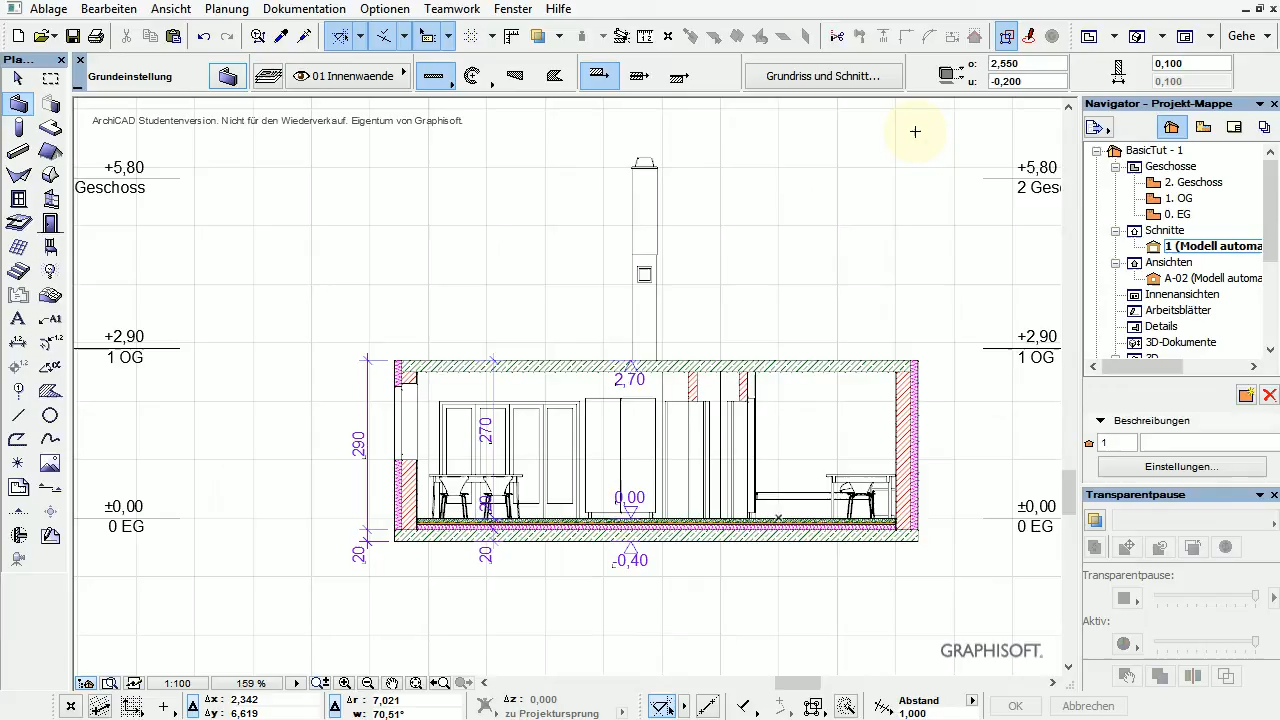 Ablage Bearbeiten Ansicht Planung Dokumentation Optionen Teamwork Fenster Hilfe
Gehe
Pla...
Grundeinstellung
01 Innenwaende
Grundriss und Schnitt...
o: 2,550
u: -0,200
0,100
0,100
ArchiCAD Studentenversion. Nicht für den Wiederverkauf. Eigentum von Graphisoft.
+5,80
Geschoss
+5,80
2 Gesc
+2,90
1 OG
+2,90
1 OG
2,70
290
270
0,00
±0,00
0 EG
±0,00
0 EG
20
20
-0,40
GRAPHISOFT.
Navigator - Projekt-Mappe
BasicTut - 1
Geschosse
2. Geschoss
1. OG
0. EG
Schnitte
1 (Modell automa
Ansichten
A-02 (Modell automa
Innenansichten
Arbeitsblätter
Details
3D-Dokumente
3D
Beschreibungen
1
Einstellungen...
Transparentpause
Transparentpause:
Aktiv:
1:100
159 %
Δx: 2,342
Δy: 6,619
Δr: 7,021
w: 70,51°
Δz : 0,000
zu Projektursprung
Abstand
1,000
OK
Abbrechen